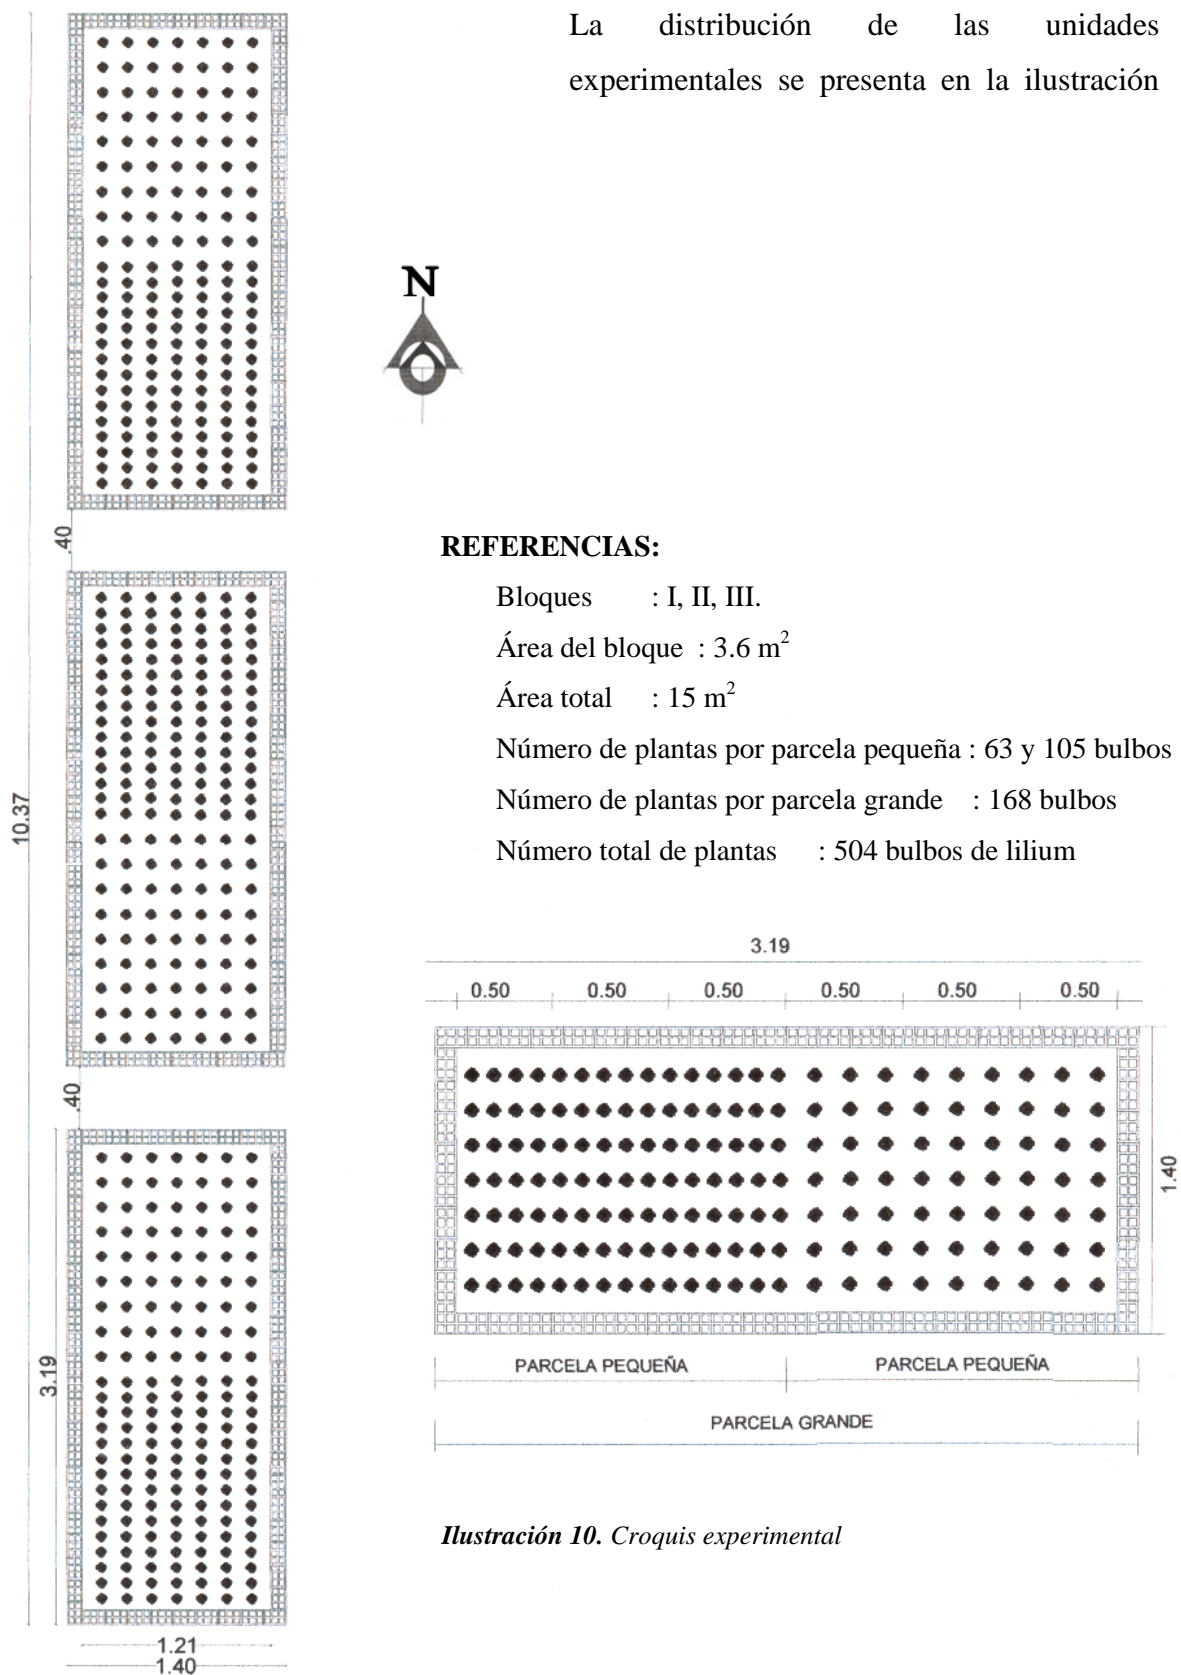 La distribución de las unidades
experimentales se presenta en la ilustración
N
REFERENCIAS:
Bloques : I, II, III.
Área del bloque : 3.6 m²
Área total : 15 m²
Número de plantas por parcela pequeña : 63 y 105 bulbos
Número de plantas por parcela grande : 168 bulbos
Número total de plantas : 504 bulbos de lilium
.40
10.37
.40
3.19
1.21
1.40
3.19
0.50 0.50 0.50 0.50 0.50 0.50
1.40
PARCELA PEQUEÑA PARCELA PEQUEÑA
PARCELA GRANDE
Ilustración 10. Croquis experimental